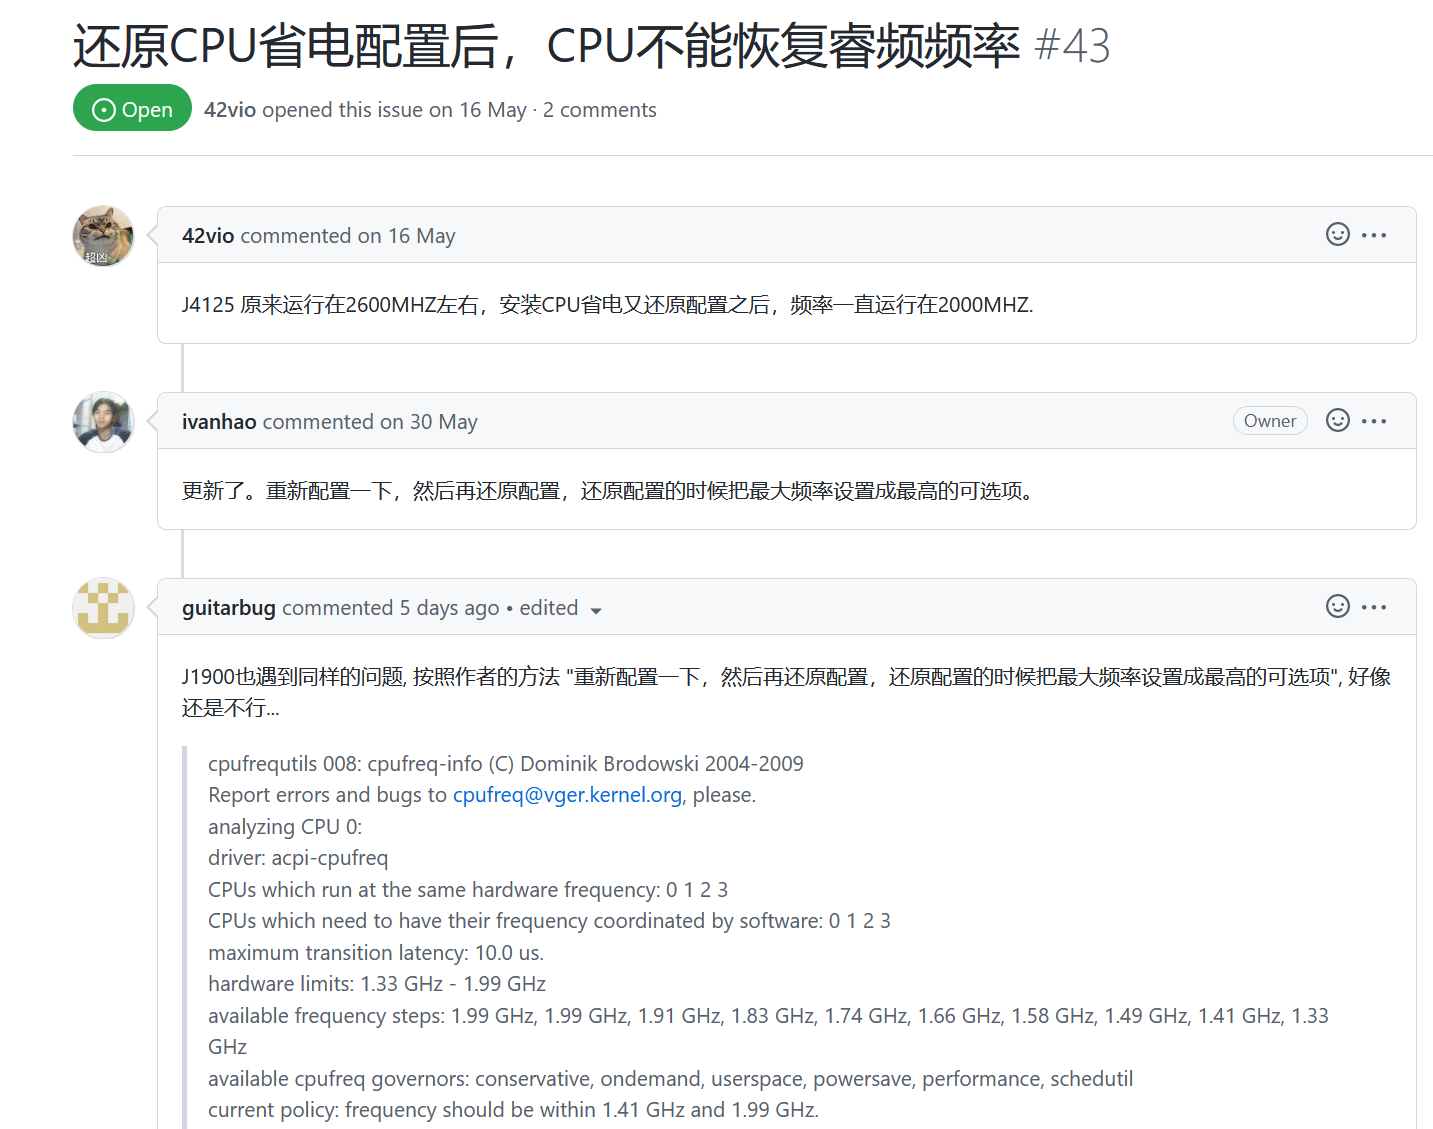 还原CPU省电配置后，CPU不能恢复睿频频率 #43
Open 42vio opened this issue on 16 May · 2 comments
超凶
42vio commented on 16 May
J4125 原来运行在2600MHZ左右，安装CPU省电又还原配置之后，频率一直运行在2000MHZ.
ivanhao commented on 30 May Owner
更新了。重新配置一下，然后再还原配置，还原配置的时候把最大频率设置成最高的可选项。
guitarbug commented 5 days ago • edited
J1900也遇到同样的问题, 按照作者的方法 "重新配置一下，然后再还原配置，还原配置的时候把最大频率设置成最高的可选项", 好像
还是不行...
cpufrequtils 008: cpufreq-info (C) Dominik Brodowski 2004-2009
Report errors and bugs to cpufreq@vger.kernel.org, please.
analyzing CPU 0:
driver: acpi-cpufreq
CPUs which run at the same hardware frequency: 0 1 2 3
CPUs which need to have their frequency coordinated by software: 0 1 2 3
maximum transition latency: 10.0 us.
hardware limits: 1.33 GHz - 1.99 GHz
available frequency steps: 1.99 GHz, 1.99 GHz, 1.91 GHz, 1.83 GHz, 1.74 GHz, 1.66 GHz, 1.58 GHz, 1.49 GHz, 1.41 GHz, 1.33
GHz
available cpufreq governors: conservative, ondemand, userspace, powersave, performance, schedutil
current policy: frequency should be within 1.41 GHz and 1.99 GHz.